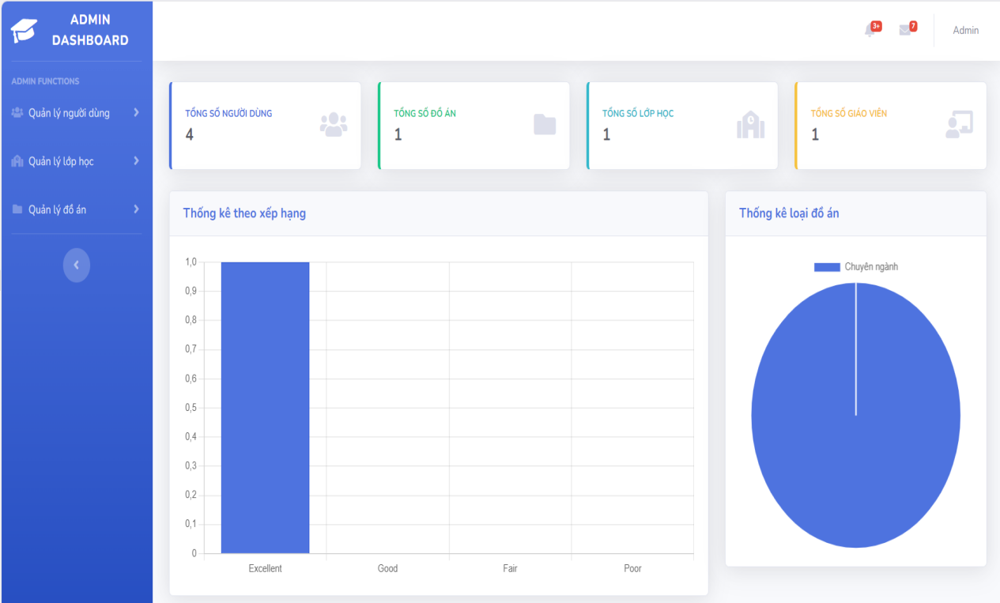 ADMIN
DASHBOARD
3+
7
Admin
ADMIN FUNCTIONS
Quản lý người dùng
Quản lý lớp học
Quản lý đồ án
TỔNG SỐ NGƯỜI DÙNG
4
TỔNG SỐ ĐỒ ÁN
1
TỔNG SỐ LỚP HỌC
1
TỔNG SỐ GIÁO VIÊN
1
Thống kê theo xếp hạng
1,0
0,9
0,8
0,7
0,6
0,5
0,4
0,3
0,2
0,1
0
Excellent
Good
Fair
Poor
Thống kê loại đồ án
Chuyên ngành